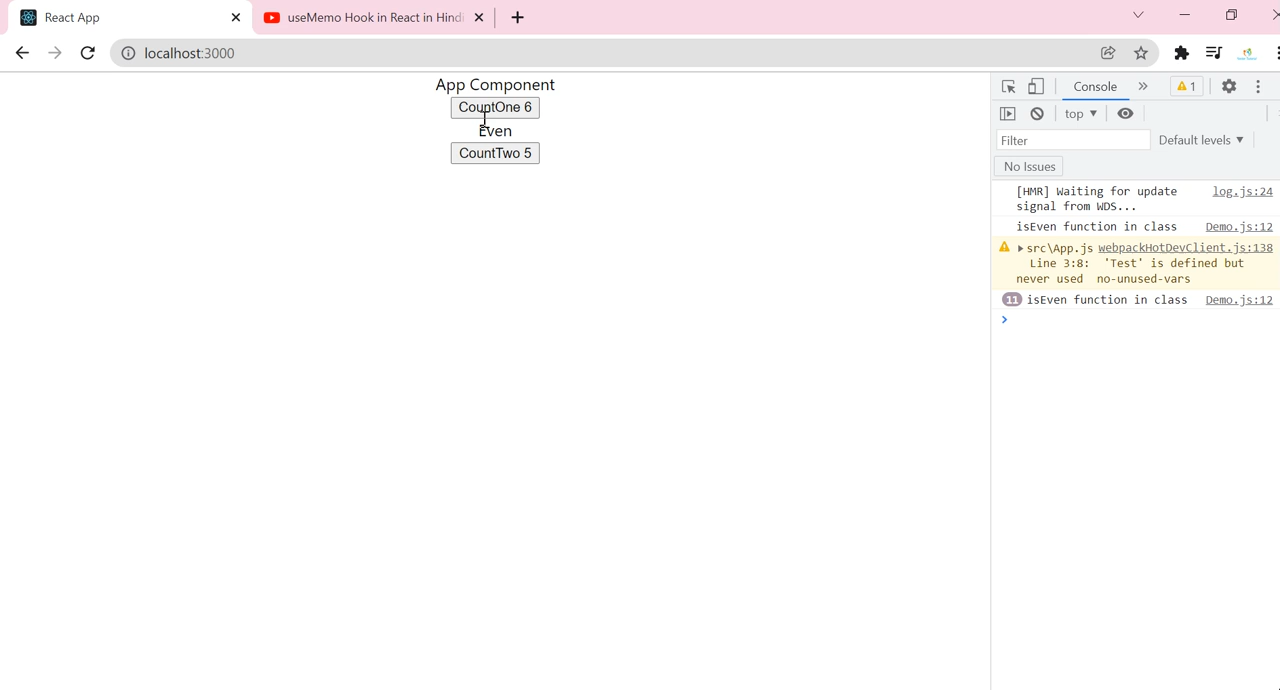 React App
useMemo Hook in React in Hindi
localhost:3000
App Component
CountOne 6
Even
CountTwo 5
Console
1
top
Filter
Default levels
No Issues
[HMR] Waiting for update log.js:24
signal from WDS...
isEven function in class Demo.js:12
src\App.js webpackHotDevClient.js:138
Line 3:8: 'Test' is defined but
never used no-unused-vars
11 isEven function in class Demo.js:12